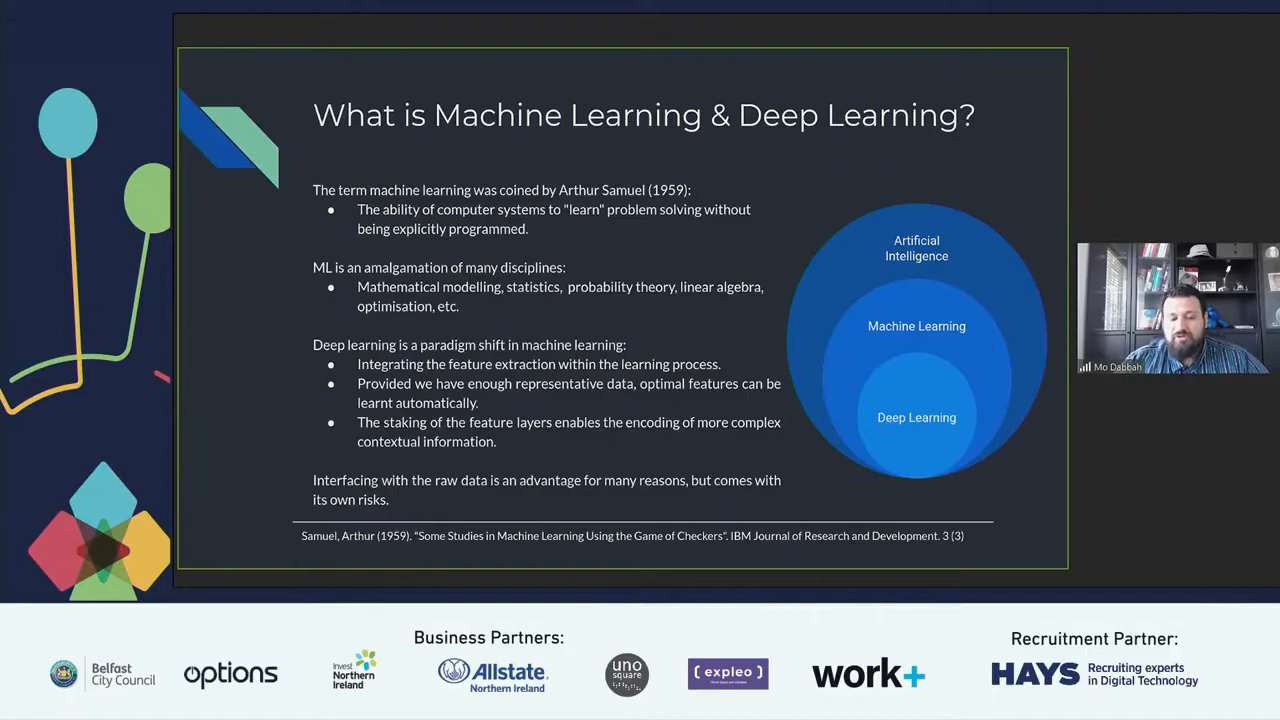 What is Machine Learning & Deep Learning?
The term machine learning was coined by Arthur Samuel (1959):
● The ability of computer systems to "learn" problem solving without
being explicitly programmed.
ML is an amalgamation of many disciplines:
● Mathematical modelling, statistics, probability theory, linear algebra,
optimisation, etc.
Deep learning is a paradigm shift in machine learning:
● Integrating the feature extraction within the learning process.
● Provided we have enough representative data, optimal features can be
learnt automatically.
● The staking of the feature layers enables the encoding of more complex
contextual information.
Interfacing with the raw data is an advantage for many reasons, but comes with
its own risks.
Samuel, Arthur (1959). "Some Studies in Machine Learning Using the Game of Checkers". IBM Journal of Research and Development. 3 (3)
Artificial
Intelligence
Machine Learning
Deep Learning
Mo Dabbah
Business Partners:
Recruitment Partner:
Belfast
City Council
options
Invest
Northern
Ireland
Allstate.
Northern Ireland
uno
square
{ expleo }
work+
HAYS
Recruiting experts
in Digital Technology